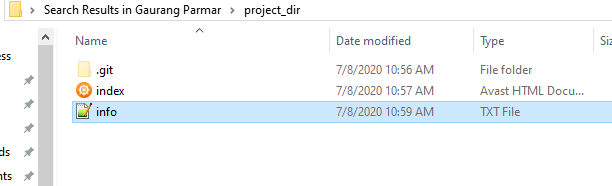 Search Results in Gaurang Parmar > project_dir
Name Date modified Type Siz
ess
.git 7/8/2020 10:56 AM File folder
index 7/8/2020 10:57 AM Avast HTML Docu...
info 7/8/2020 10:59 AM TXT File
ds
nts